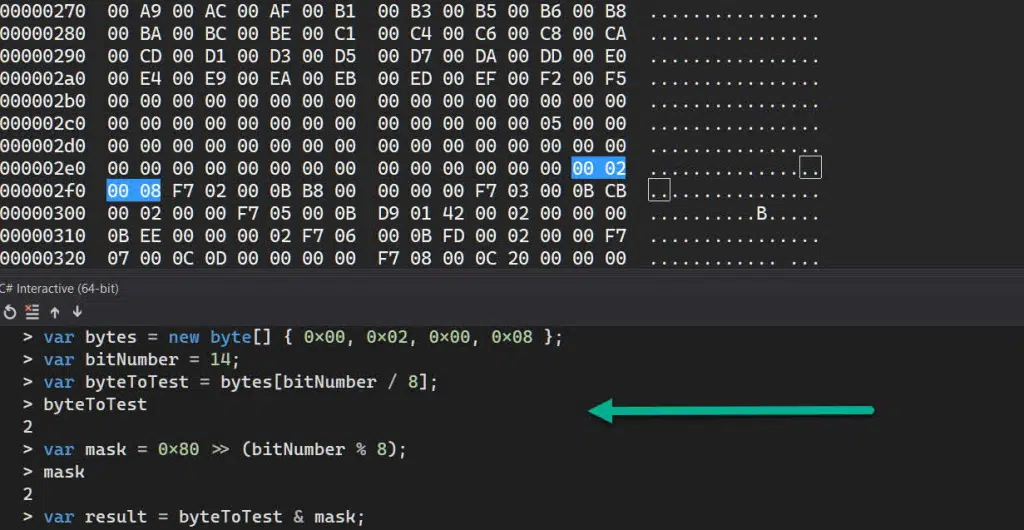 00000270 00 A9 00 AC 00 AF 00 B1 00 B3 00 B5 00 B6 00 B8 ................
00000280 00 BA 00 BC 00 BE 00 C1 00 C4 00 C6 00 C8 00 CA ................
00000290 00 CD 00 D1 00 D3 00 D5 00 D7 00 DA 00 DD 00 E0 ................
000002a0 00 E4 00 E9 00 EA 00 EB 00 ED 00 EF 00 F2 00 F5 ................
000002b0 00 00 00 00 00 00 00 00 00 00 00 00 00 00 00 00 ................
000002c0 00 00 00 00 00 00 00 00 00 00 00 00 00 05 00 00 ................
000002d0 00 00 00 00 00 00 00 00 00 00 00 00 00 00 00 00 ................
000002e0 00 00 00 00 00 00 00 00 00 00 00 00 00 00 00 02 ................
000002f0 00 08 F7 02 00 0B B8 00 00 00 00 F7 03 00 0B CB ................
00000300 00 02 00 00 F7 05 00 0B D9 01 42 00 02 00 00 00 ..........B.....
00000310 0B EE 00 00 00 02 F7 06 00 0B FD 00 02 00 00 F7 ................
00000320 07 00 0C 0D 00 00 00 00 F7 08 00 0C 20 00 00 00 ............ ...
C# Interactive (64-bit)
> var bytes = new byte[] { 0x00, 0x02, 0x00, 0x08 };
> var bitNumber = 14;
> var byteToTest = bytes[bitNumber / 8];
> byteToTest
2
> var mask = 0x80 >> (bitNumber % 8);
> mask
2
> var result = byteToTest & mask;